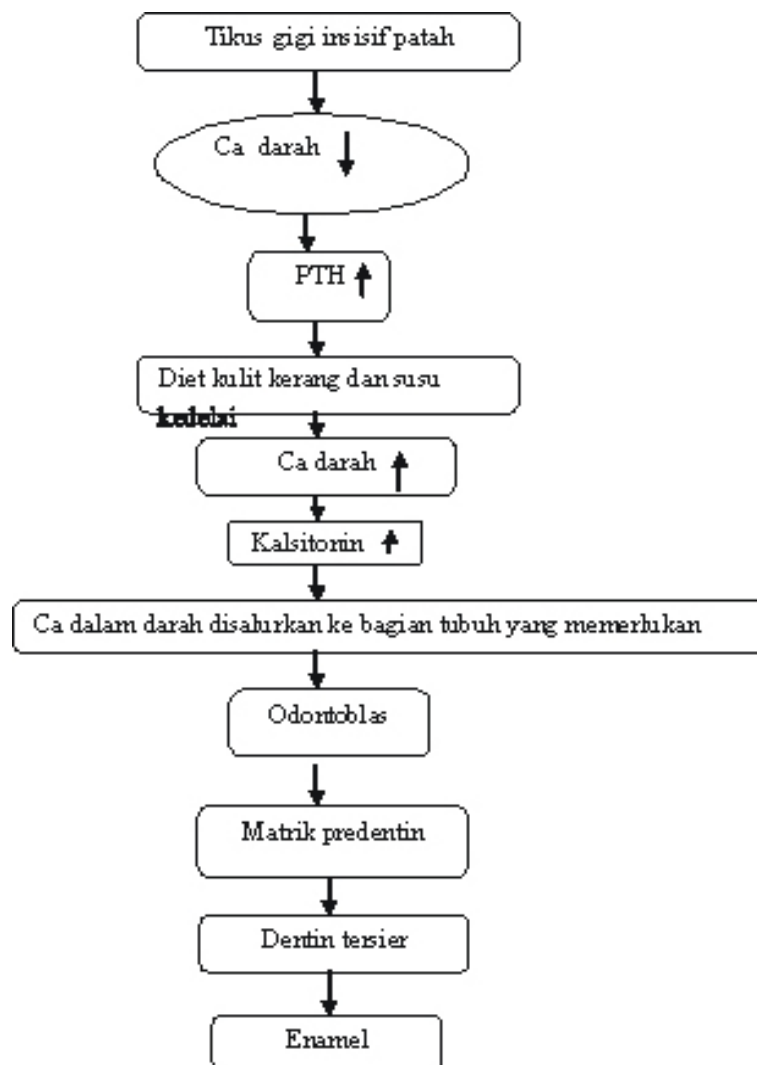 Tikus gigi insisif patah
Ca darah
PTH
Diet kulit kerang dan susu
kedelai
Ca darah
Kalsitonin
Ca dalam darah disalurkan ke bagian tubuh yang memerlukan
Odontoblas
Matrik predentin
Dentin tersier
Enamel